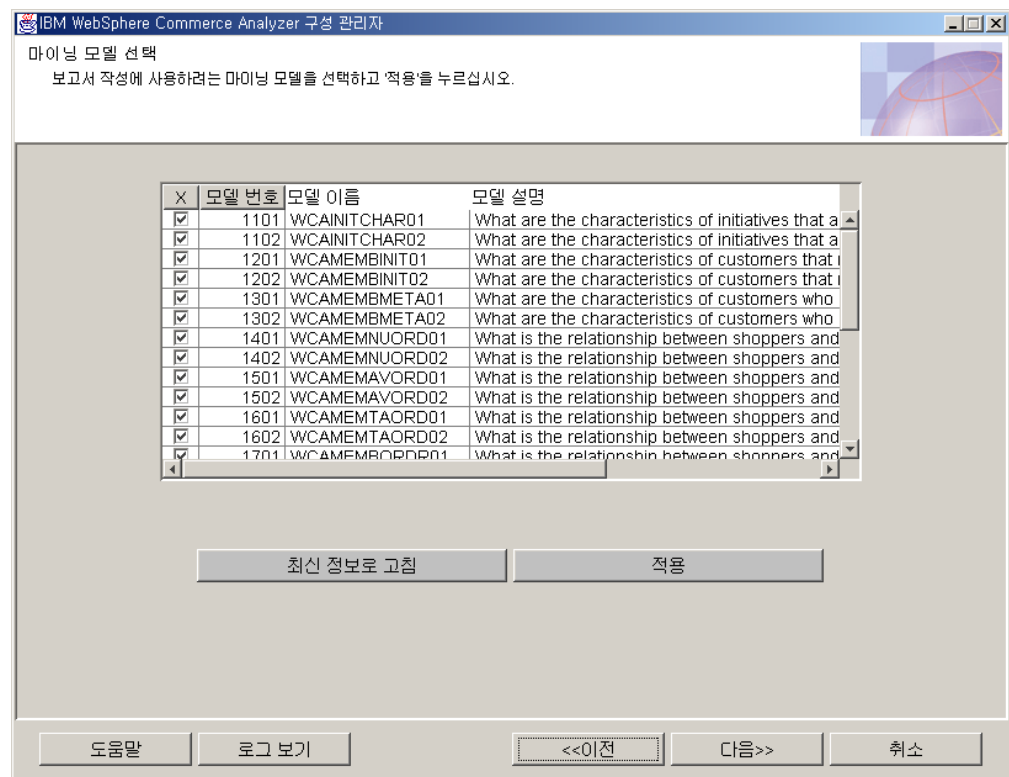 IBM WebSphere Commerce Analyzer 구성 관리자
마이닝 모델 선택
보고서 작성에 사용하려는 마이닝 모델을 선택하고 '적용'을 누르십시오.
X 모델 번호 모델 이름 모델 설명
1101 WCAINITCHAR01 What are the characteristics of initiatives that a
1102 WCAINITCHAR02 What are the characteristics of initiatives that a
1201 WCAMEMBINIT01 What are the characteristics of customers that
1202 WCAMEMBINIT02 What are the characteristics of customers that
1301 WCAMEMBMETA01 What are the characteristics of customers who
1302 WCAMEMBMETA02 What are the characteristics of customers who
1401 WCAMEMNUORD01 What is the relationship between shoppers and
1402 WCAMEMNUORD02 What is the relationship between shoppers and
1501 WCAMEMAVORD01 What is the relationship between shoppers and
1502 WCAMEMAVORD02 What is the relationship between shoppers and
1601 WCAMEMTAORD01 What is the relationship between shoppers and
1602 WCAMEMTAORD02 What is the relationship between shoppers and
1701 WCAMEMBORDR01 What is the relationship between shoppers and
최신 정보로 고침 적용
도움말 로그 보기 <<이전 다음>> 취소